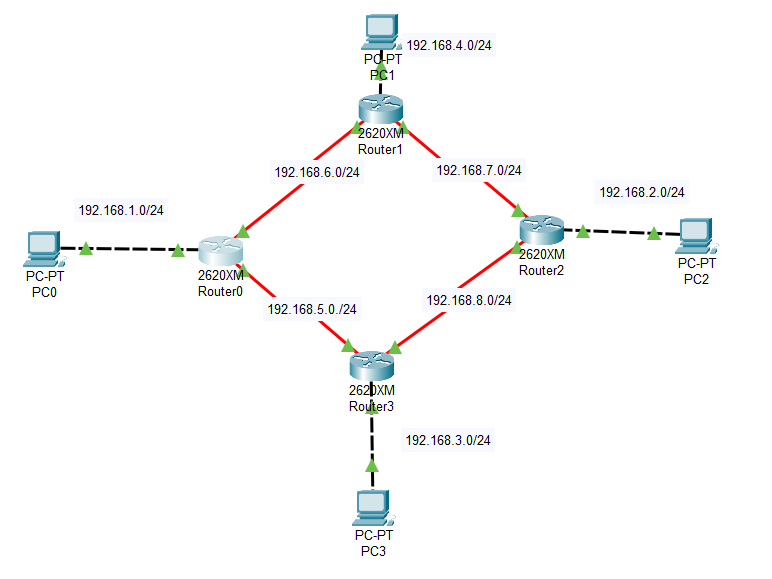 192.168.4.0/24
PC-PT
PC1
2620XM
Router1
192.168.6.0/24
192.168.7.0/24
192.168.1.0/24
192.168.2.0/24
PC-PT
PC0
2620XM
Router0
2620XM
Router2
PC-PT
PC2
192.168.5.0./24
192.168.8.0/24
2620XM
Router3
192.168.3.0/24
PC-PT
PC3